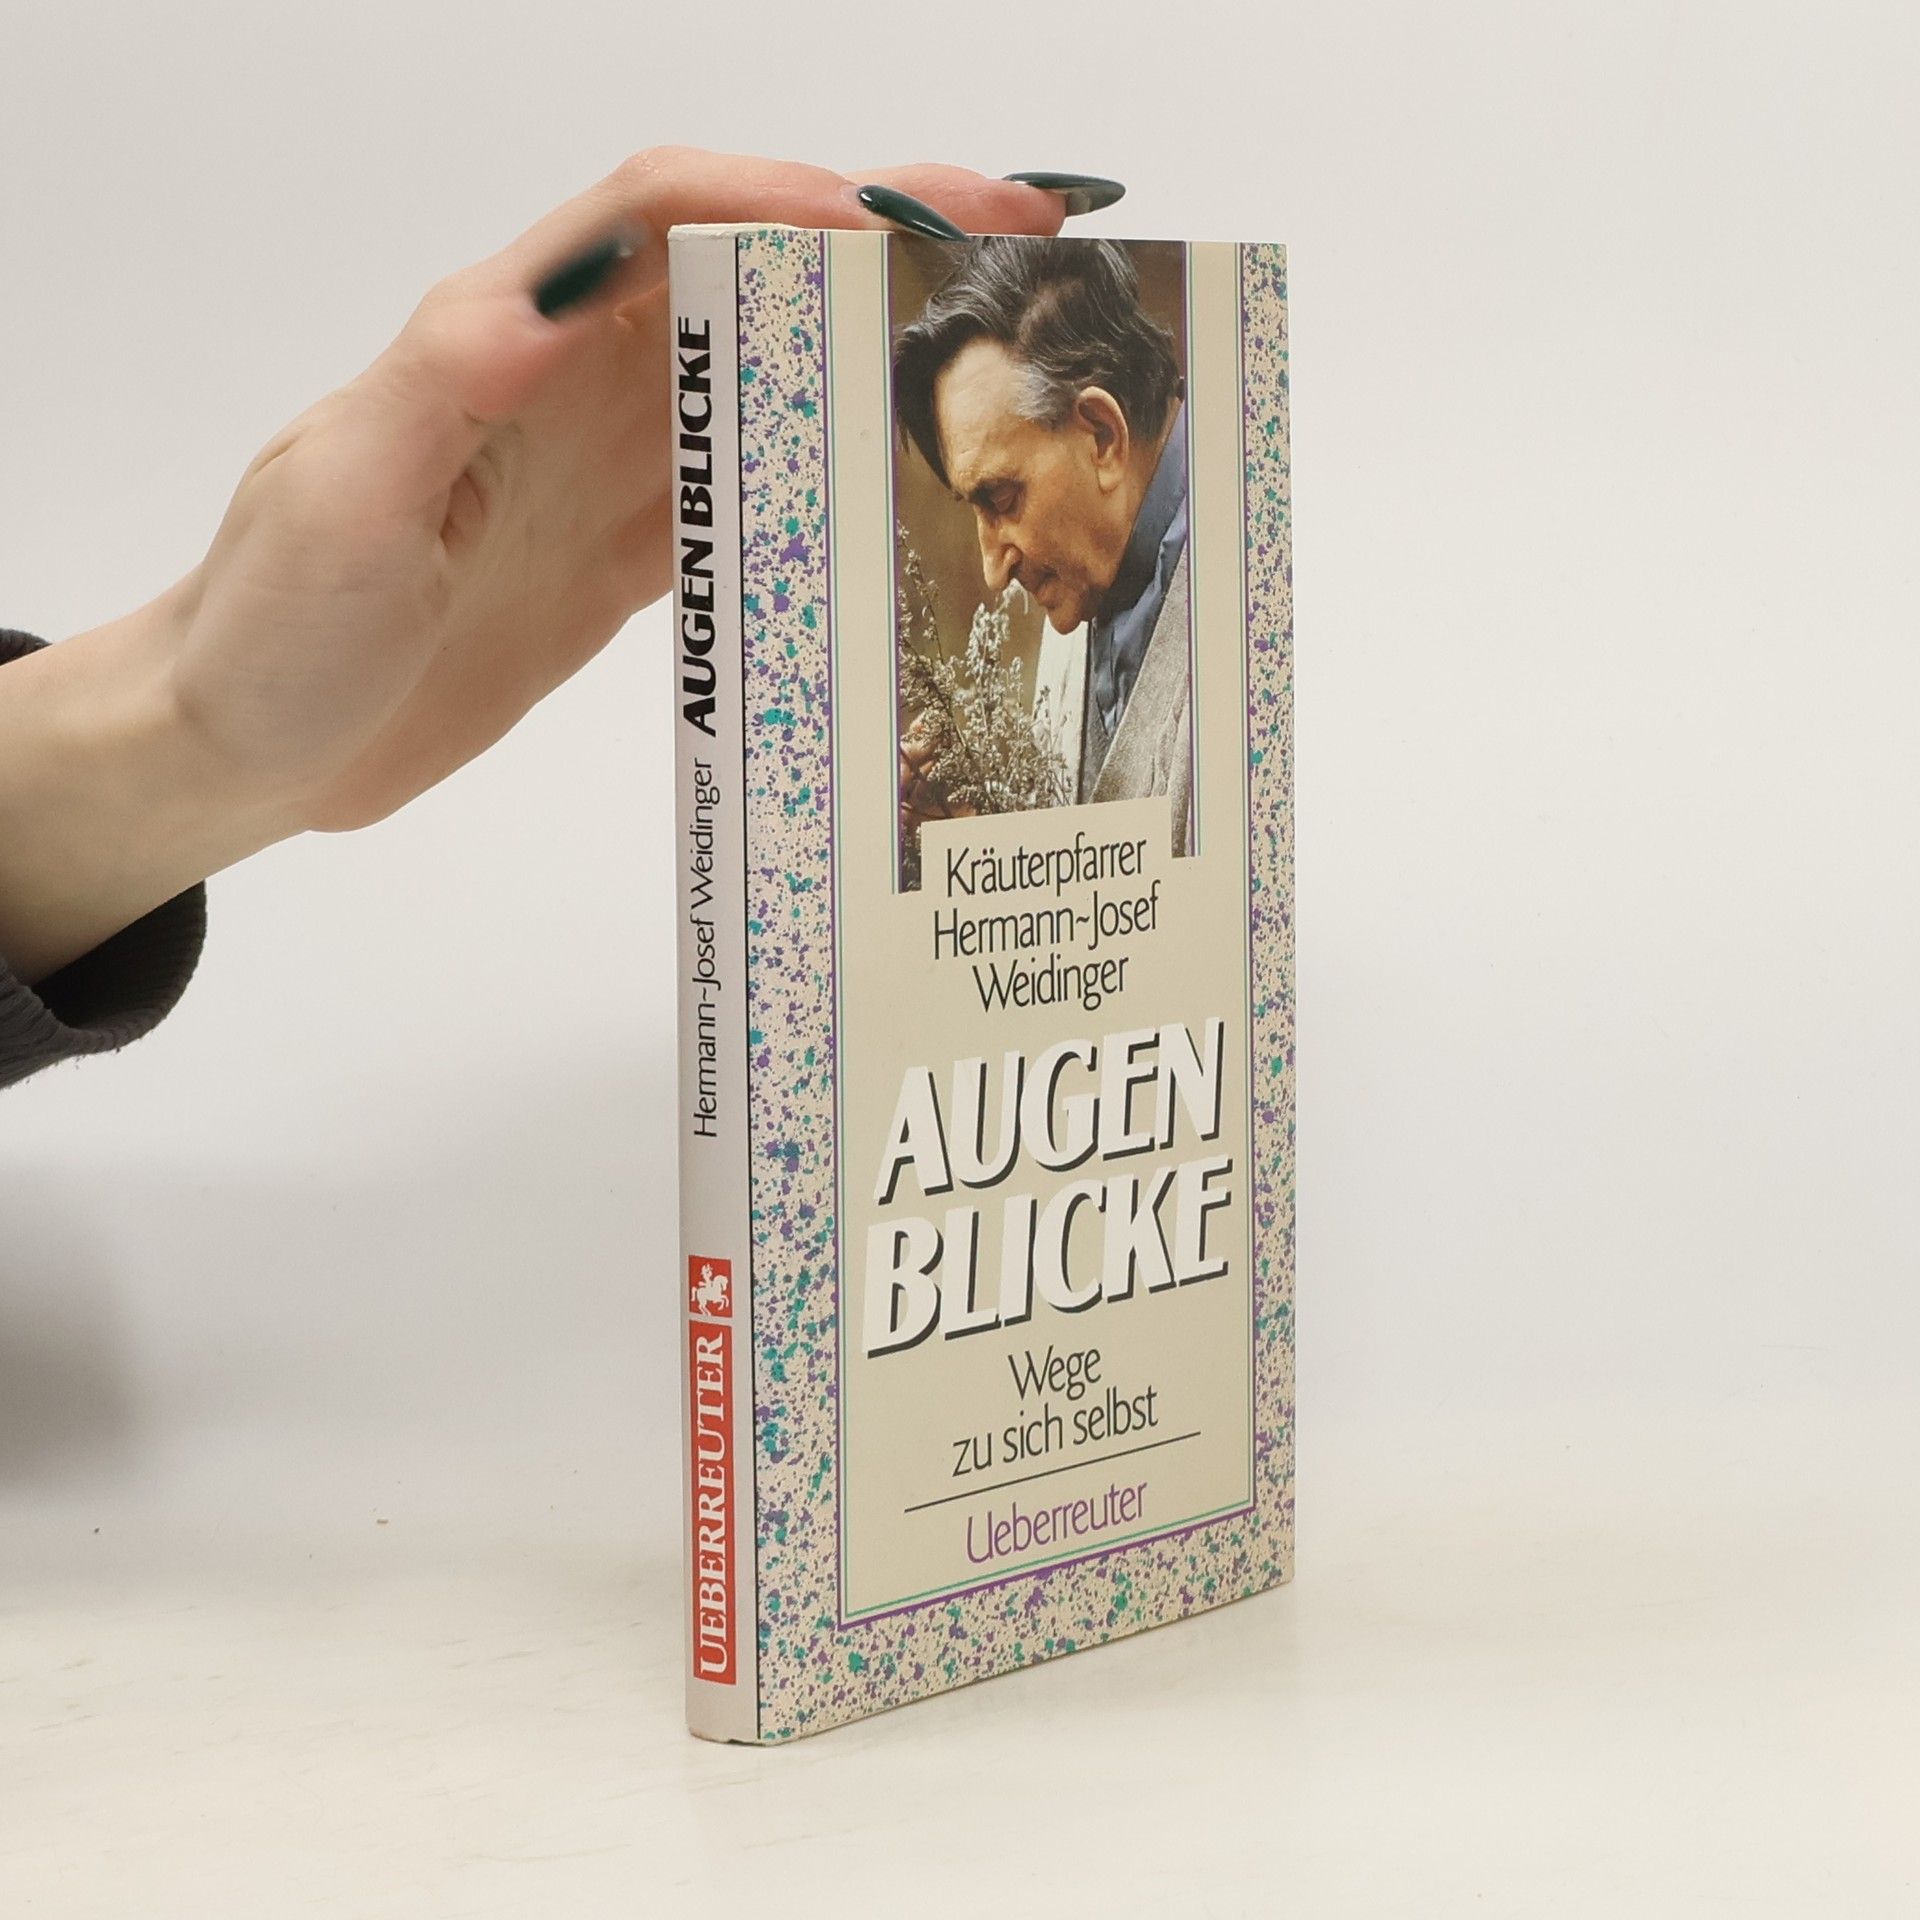 Hermann~Josef Weidinger AUGEN BLICKE
UEBERREUTER
Kräuterpfarrer
Hermann~Josef
Weidinger
AUGEN
BLICKE
Wege
zu sich selbst
Ueberreuter